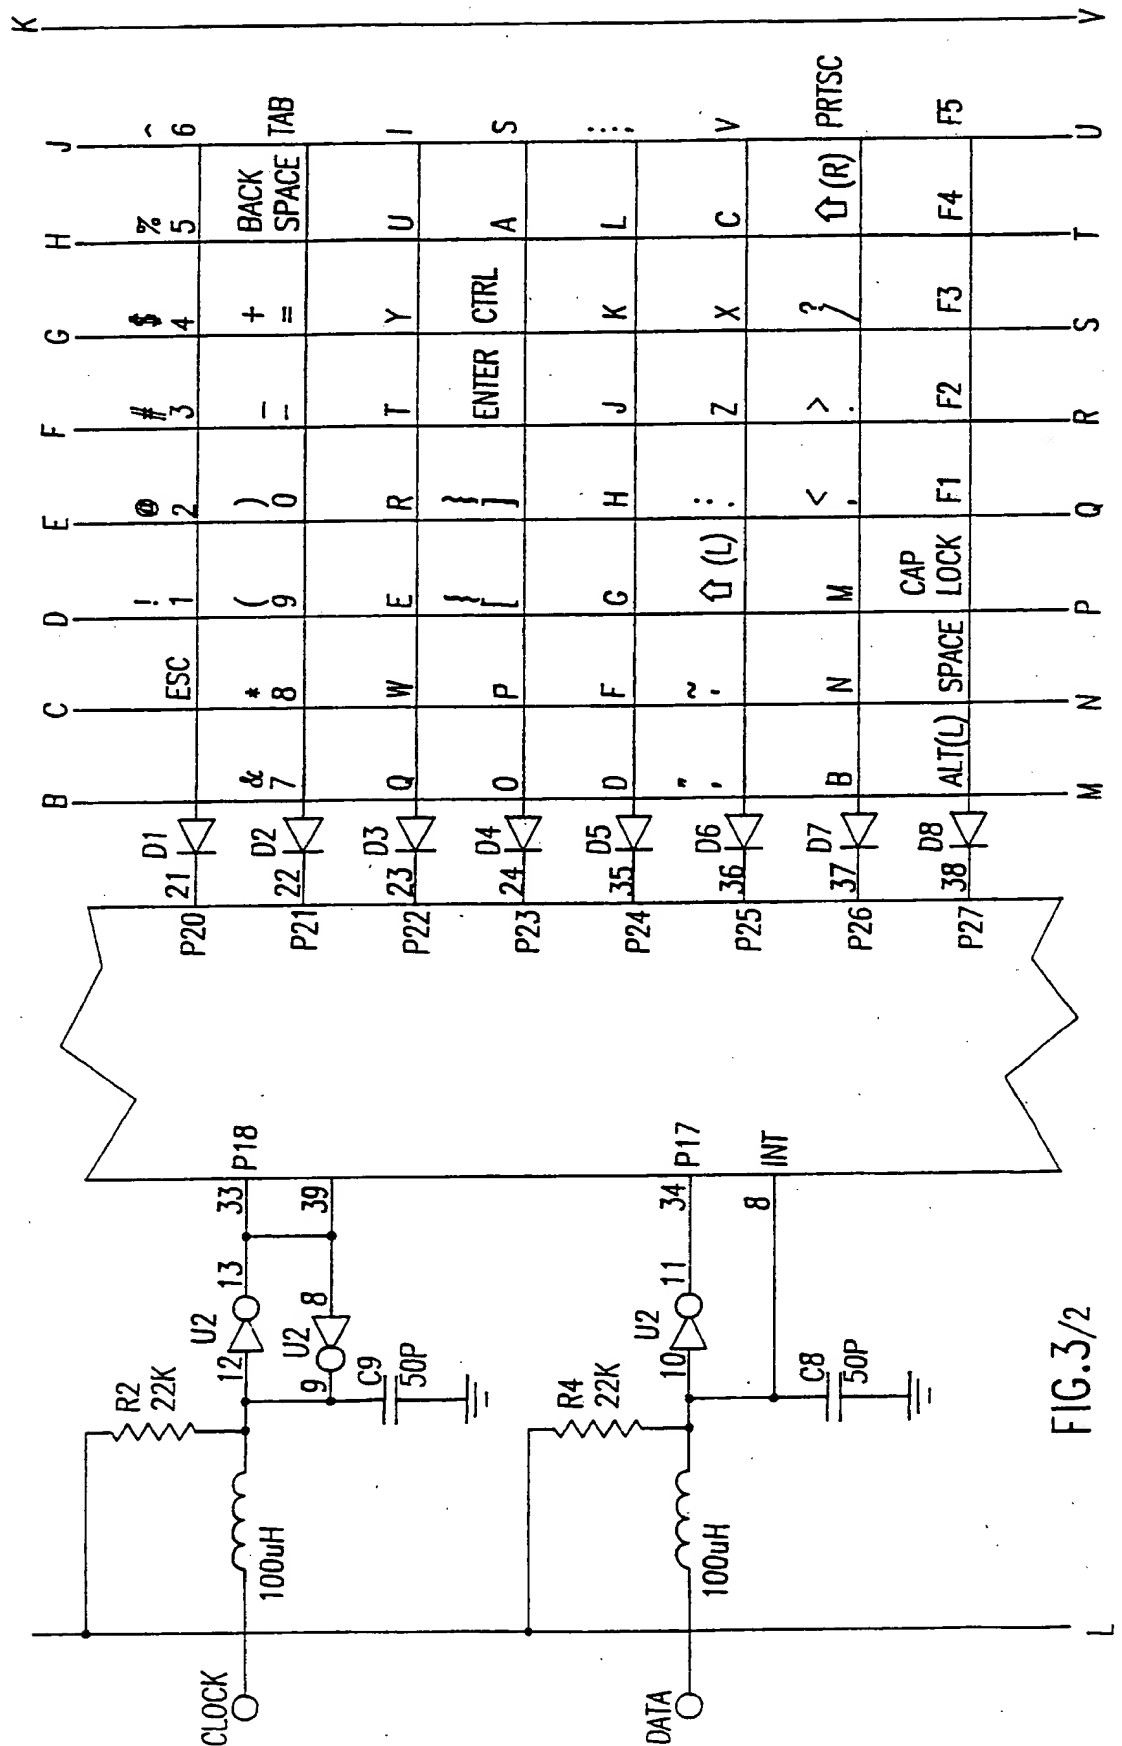 K
V
B C D E F G H J
D1
21
P20
ESC
! 1
@ 2
# 3
$ 4
% 5
^ 6
D2
22
P21
& 7
* 8
( 9
) 0
_ -
+ =
BACK SPACE
TAB
D3
23
P22
Q W E R T Y U I
D4
24
P23
O P
{ [
} ]
ENTER
CTRL
A S
D5
35
P24
D F G H J K L
: ;
D6
36
P25
" '
~ '
⇧ (L)
Z X C V
D7
37
P26
B N M
< ,
> .
? /
⇧ (R)
PRTSC
D8
38
P27
ALT(L)
SPACE
CAP LOCK
F1 F2 F3 F4 F5
M N P Q R S T U
CLOCK
100uH
R2
22K
12
U2
13
33
P18
9
U2
8
39
C9
50P
DATA
100uH
R4
22K
10
U2
11
34
P17
8
INT
C8
50P
L
FIG.3/2